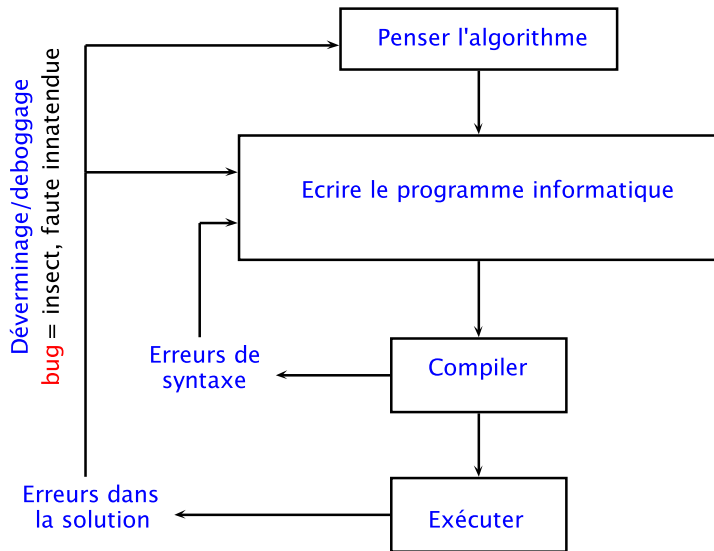 Penser l'algorithme
Déverminage/deboggage
bug = insect, faute innatendue
Ecrire le programme informatique
Erreurs de
syntaxe
Compiler
Erreurs dans
la solution
Exécuter